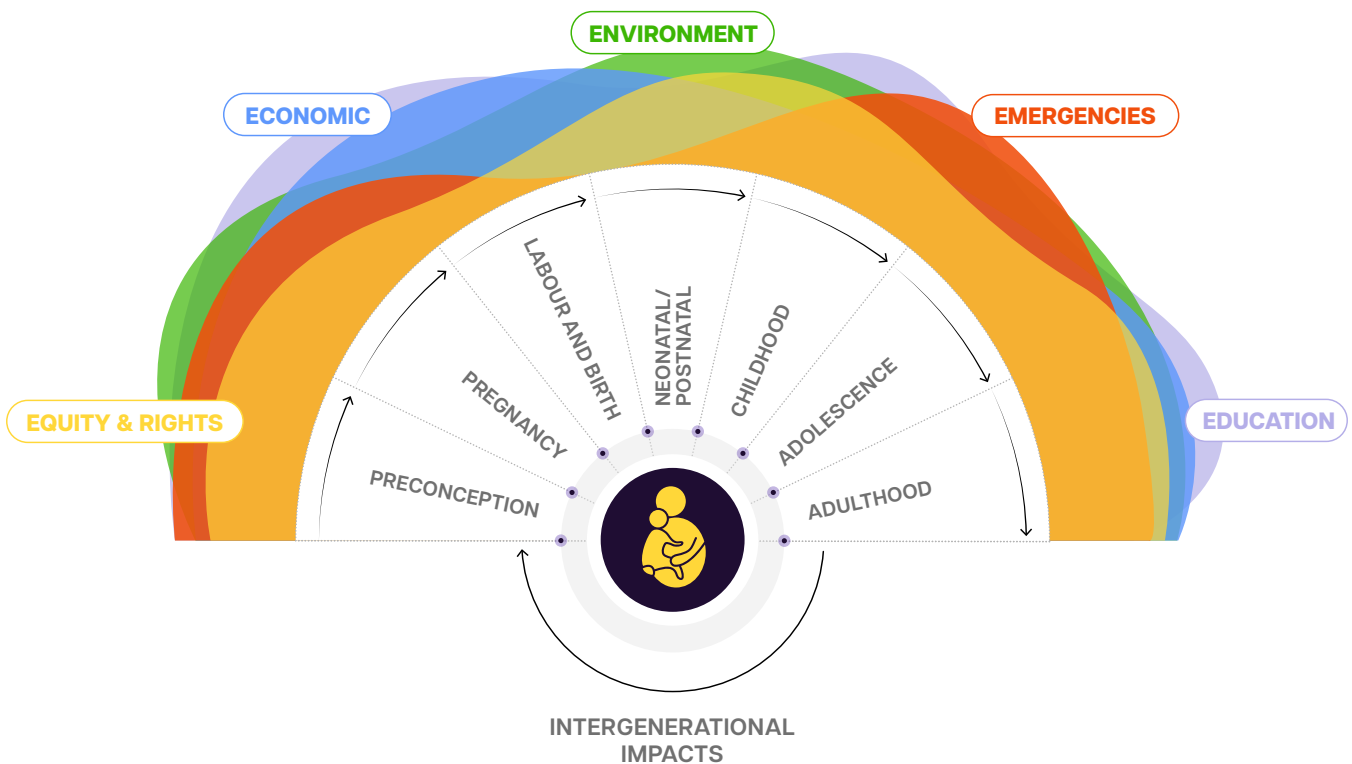 ENVIRONMENT
ECONOMIC
EMERGENCIES
EQUITY & RIGHTS
EDUCATION
PRECONCEPTION
PREGNANCY
LABOUR AND BIRTH
NEONATAL/
POSTNATAL
CHILDHOOD
ADOLESCENCE
ADULTHOOD
INTERGENERATIONAL
IMPACTS